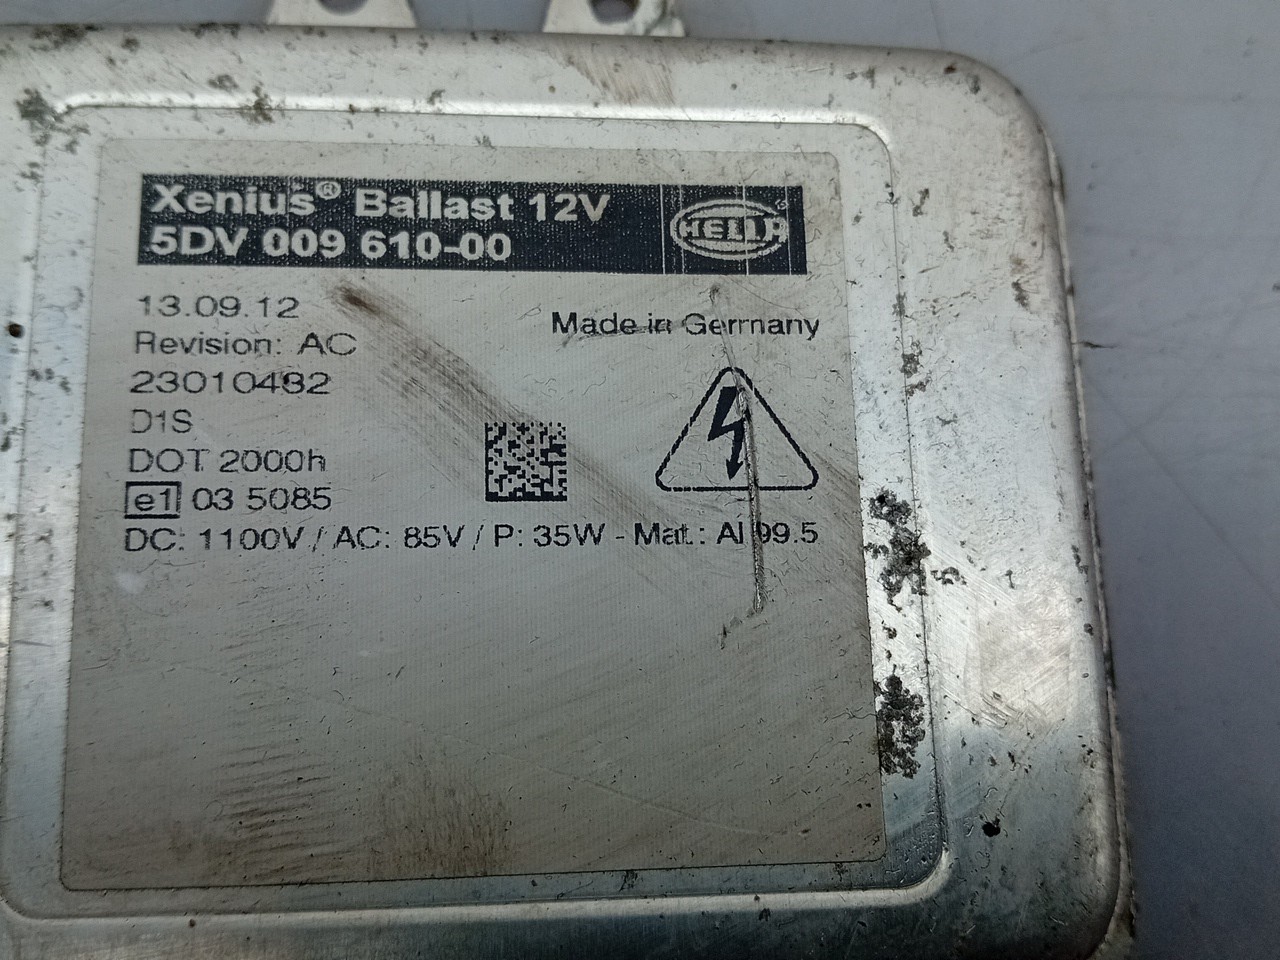 Xenius® Ballast 12V
5DV 009 610-00
HELLA
13.09.12
Made in Germany
Revision: AC
23010482
D1S
DOT 2000h
e1 03 5085
DC: 1100V / AC: 85V / P: 35W - Mat.: Al 99.5